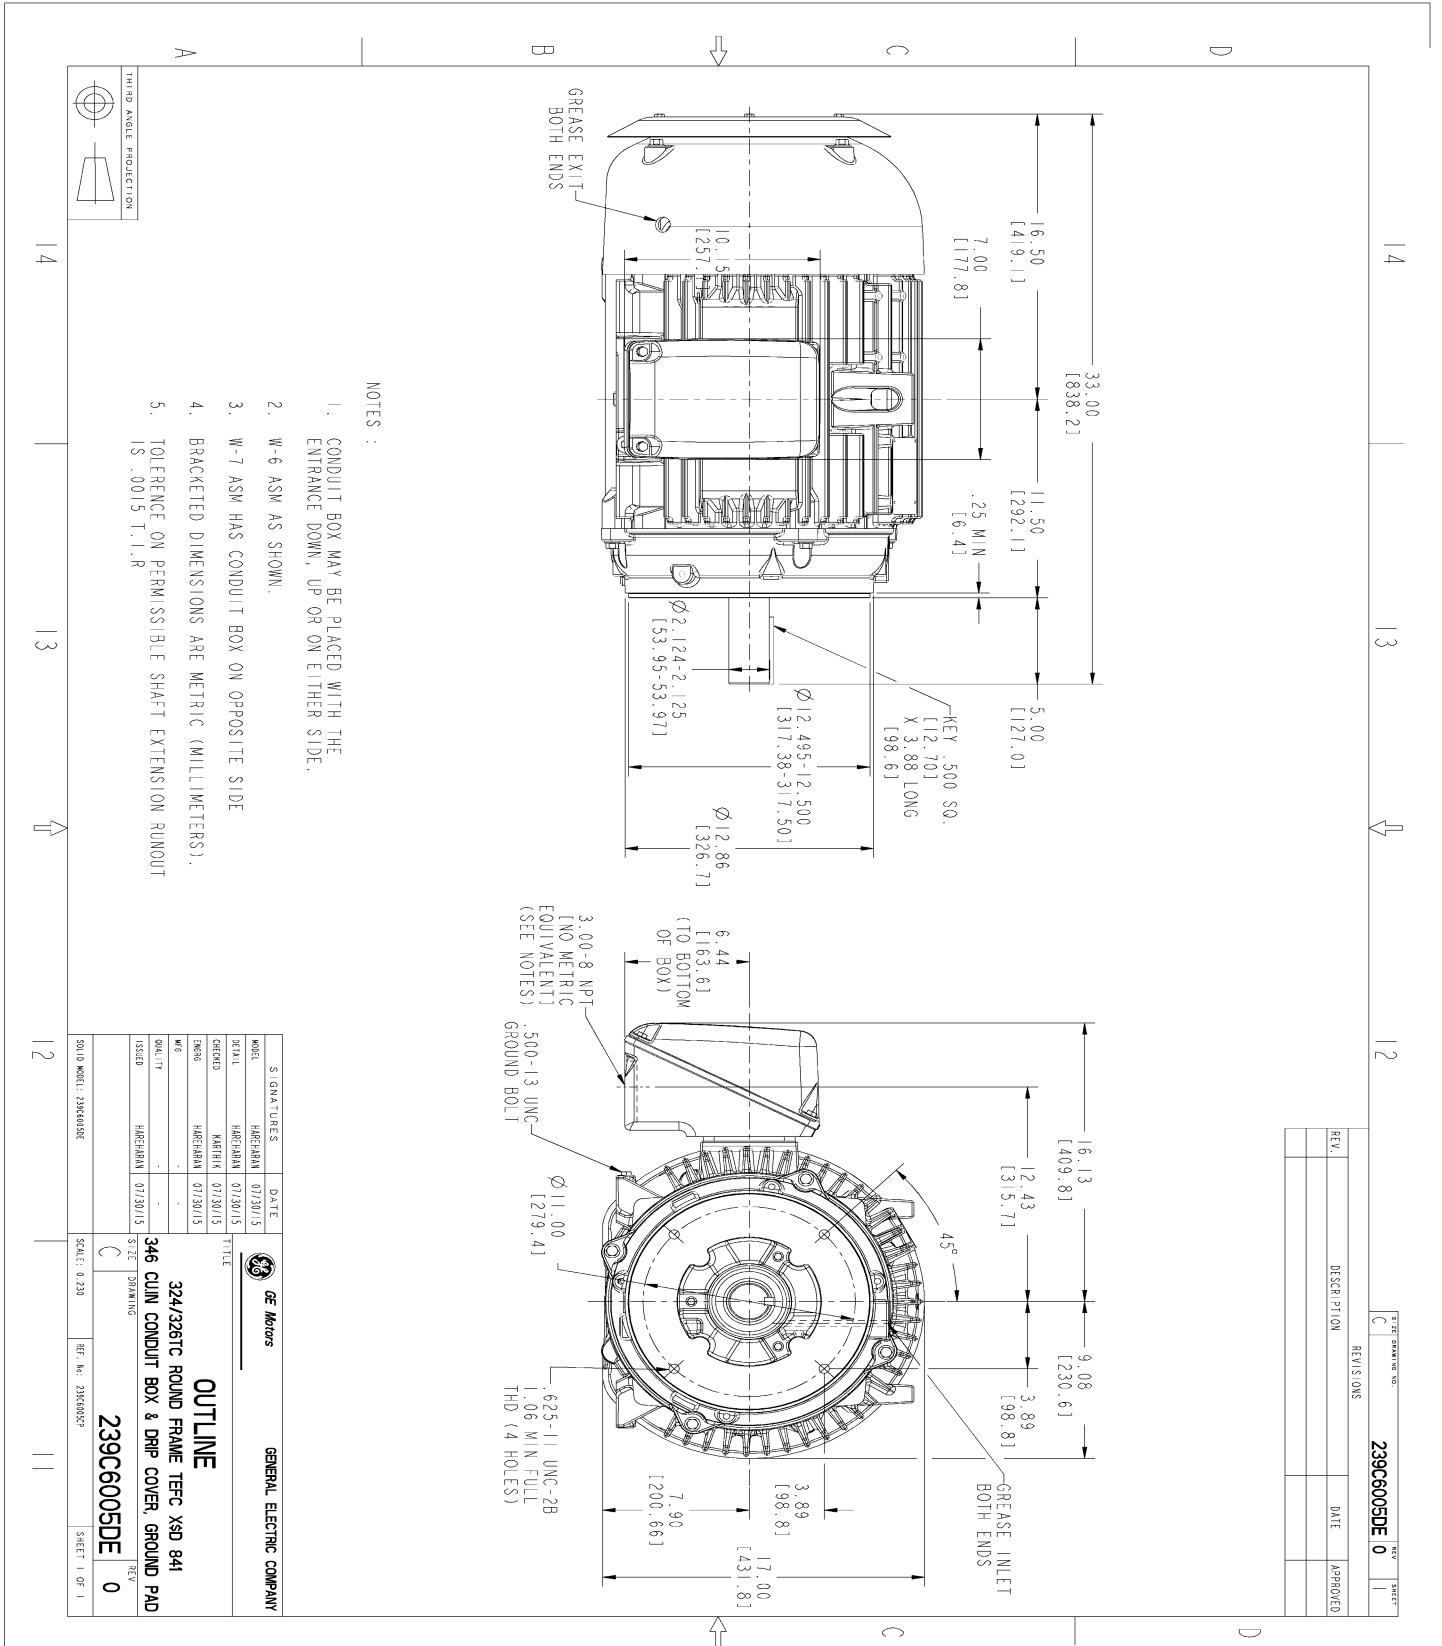 D
C
B
A
14
13
12
11
14
13
12
D
C
SIZE
C
DRAWING NO.
239C6005DE
REV
0
SHEET
1
REVISIONS
REV.
DESCRIPTION
DATE
APPROVED
33.00
[838.2]
16.50
[419.1]
11.50
[292.1]
5.00
[127.0]
7.00
[177.8]
.25 MIN
[6.4]
KEY .500 SQ.
[12.70]
X 3.88 LONG
[98.6]
10.15
[257.
Ø2.124-2.125
[53.95-53.97]
Ø12.495-12.500
[317.38-317.50]
Ø12.86
[326.7]
GREASE EXIT
BOTH ENDS
16.13
[409.8]
9.08
[230.6]
12.43
[315.7]
3.89
[98.8]
45°
GREASE INLET
BOTH ENDS
6.44
[163.6]
(TO BOTTOM
OF BOX)
3.00-8 NPT
[NO METRIC
EQUIVALENT]
(SEE NOTES)
.500-13 UNC
GROUND BOLT
Ø11.00
[279.4]
.625-11 UNC-2B
1.06 MIN FULL
THD (4 HOLES)
3.89
[98.8]
7.90
[200.66]
17.00
[431.8]
NOTES :
1. CONDUIT BOX MAY BE PLACED WITH THE
ENTRANCE DOWN, UP OR ON EITHER SIDE.
2. W-6 ASM AS SHOWN.
3. W-7 ASM HAS CONDUIT BOX ON OPPOSITE SIDE
4. BRACKETED DIMENSIONS ARE METRIC (MILLIMETERS).
5. TOLERENCE ON PERMISSIBLE SHAFT EXTENSION RUNOUT
IS .0015 T.I.R
THIRD ANGLE PROJECTION
SIGNATURES DATE
MODEL HAREHARAN 07/30/15
DETAIL HAREHARAN 07/30/15
CHECKED KARTHIK 07/30/15
ENGRG HAREHARAN 07/30/15
MFG - -
QUALITY - -
ISSUED HAREHARAN 07/30/15
SOLID MODEL: 239C6005DE
GE Motors
GENERAL ELECTRIC COMPANY
TITLE
OUTLINE
324/326TC ROUND FRAME TEFC X$D 841
346 CU.IN CONDUIT BOX & DRIP COVER, GROUND PAD
SIZE
C
DRAWING
239C6005DE
REV
0
SCALE: 0.230
REF. No: 239C6005CP
SHEET 1 OF 1